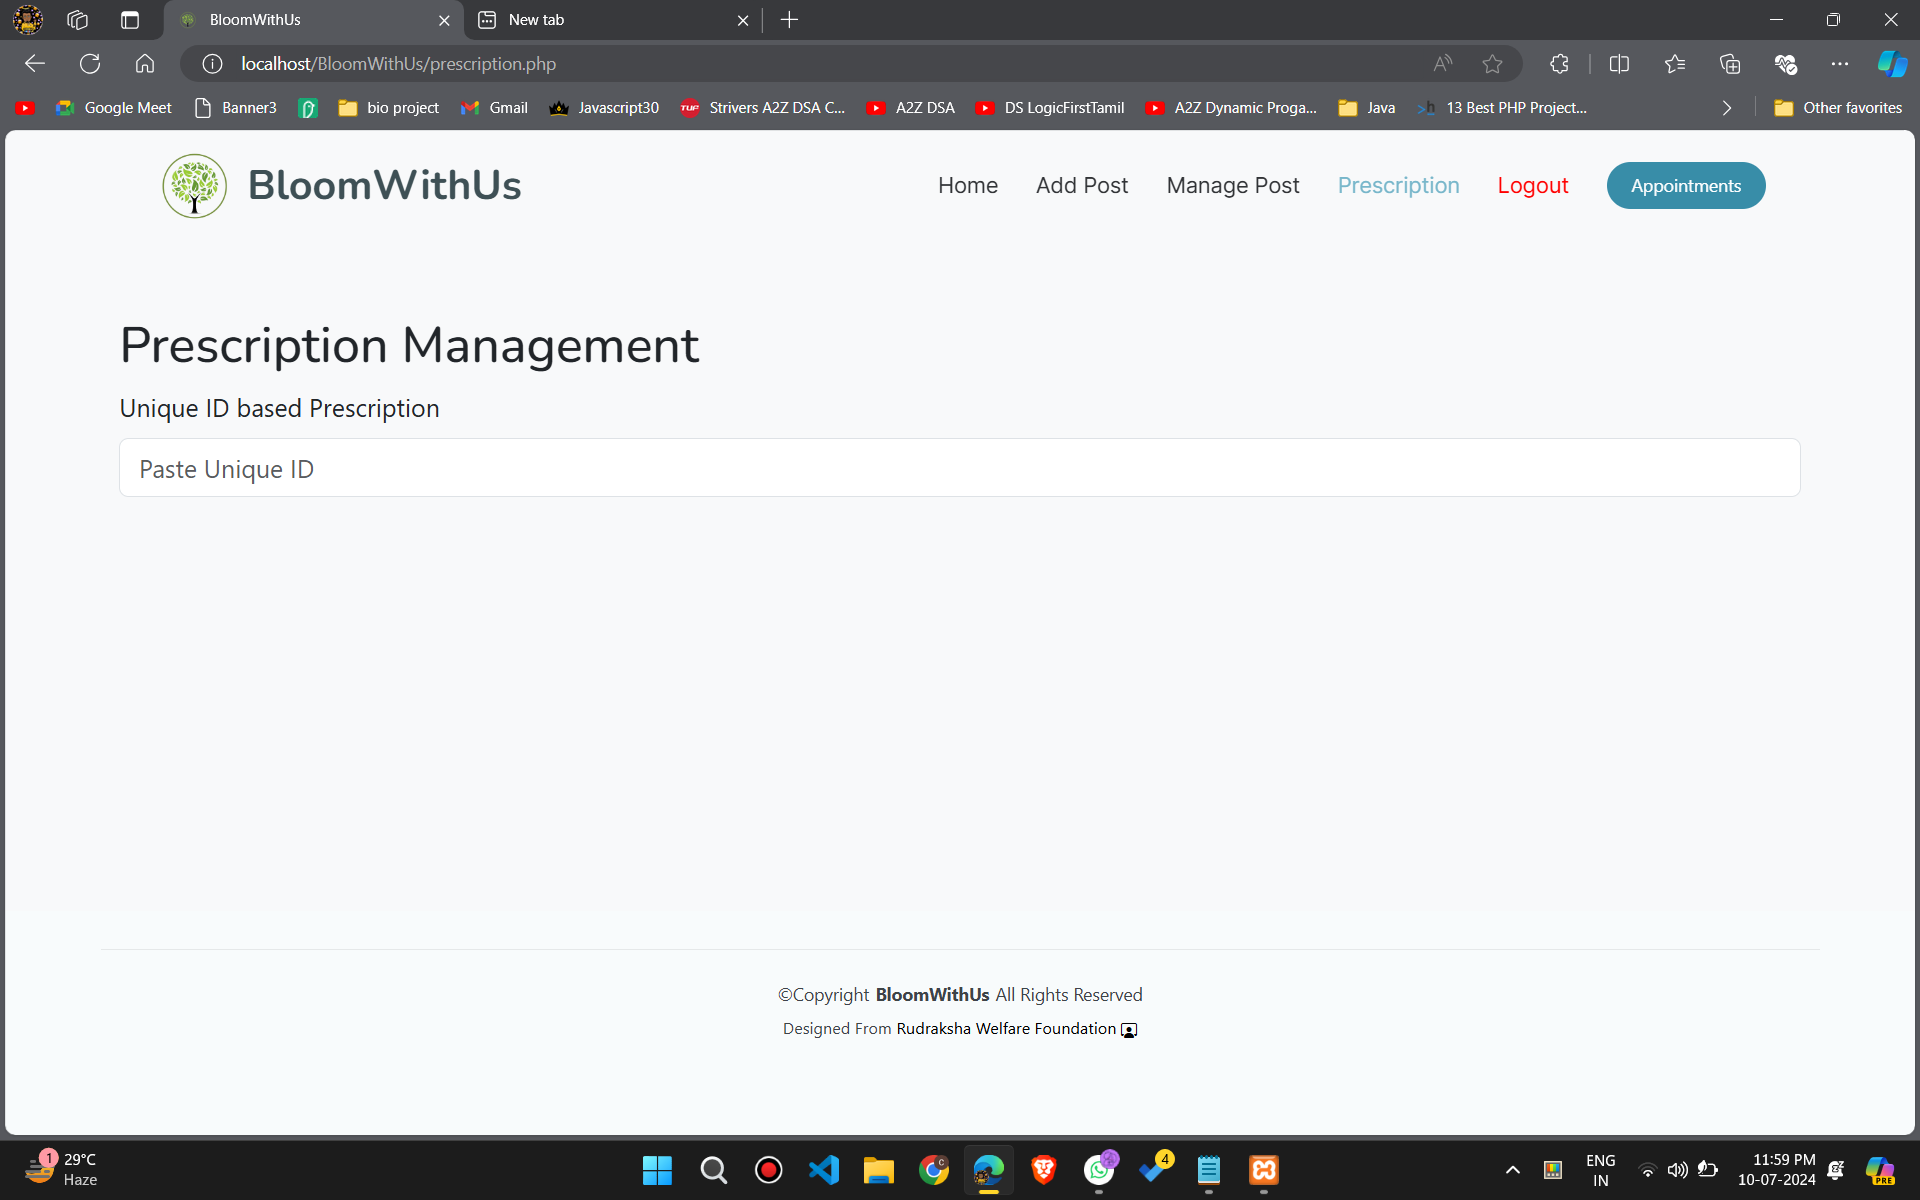 BloomWithUs
New tab
localhost/BloomWithUs/prescription.php
Google Meet
Banner3
bio project
Gmail
Javascript30
TUF
Strivers A2Z DSA C...
A2Z DSA
DS LogicFirstTamil
A2Z Dynamic Proga...
Java
>h
13 Best PHP Project...
Other favorites
BloomWithUs
Home
Add Post
Manage Post
Prescription
Logout
Appointments
Prescription Management
Unique ID based Prescription
Paste Unique ID
©Copyright BloomWithUs All Rights Reserved
Designed From Rudraksha Welfare Foundation
1
29°C
Haze
C
4
ENG
IN
11:59 PM
10-07-2024
PRE